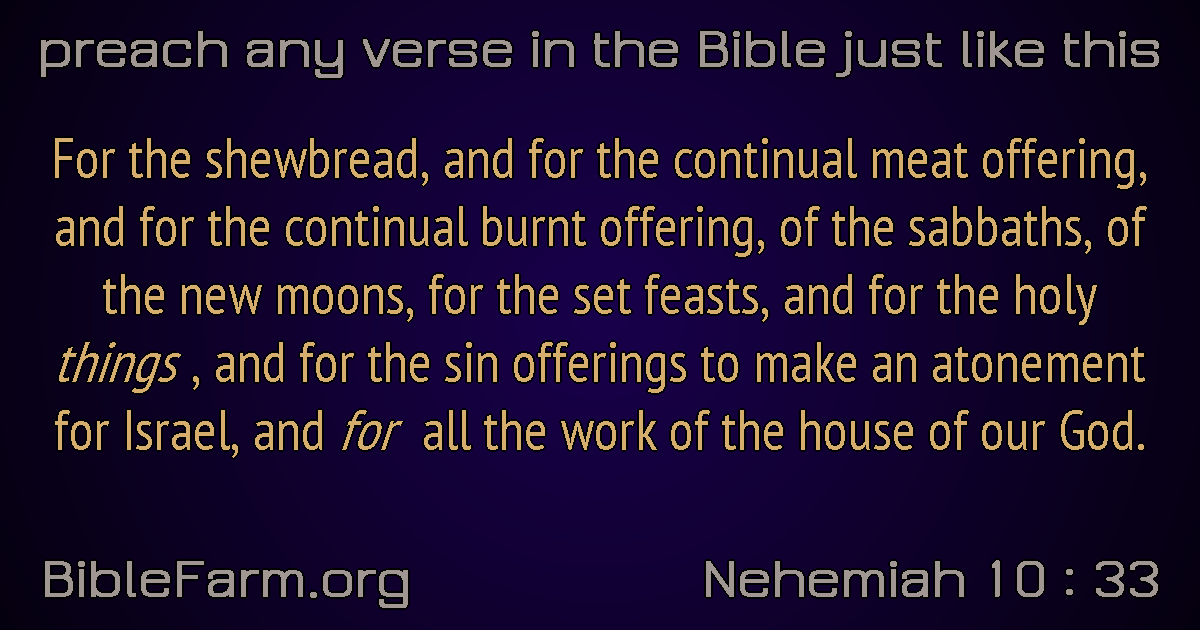 preach any verse in the Bible just like this
For the shewbread, and for the continual meat offering,
and for the continual burnt offering, of the sabbaths, of
the new moons, for the set feasts, and for the holy
things , and for the sin offerings to make an atonement
for Israel, and for all the work of the house of our God.
BibleFarm.org
Nehemiah 10 : 33